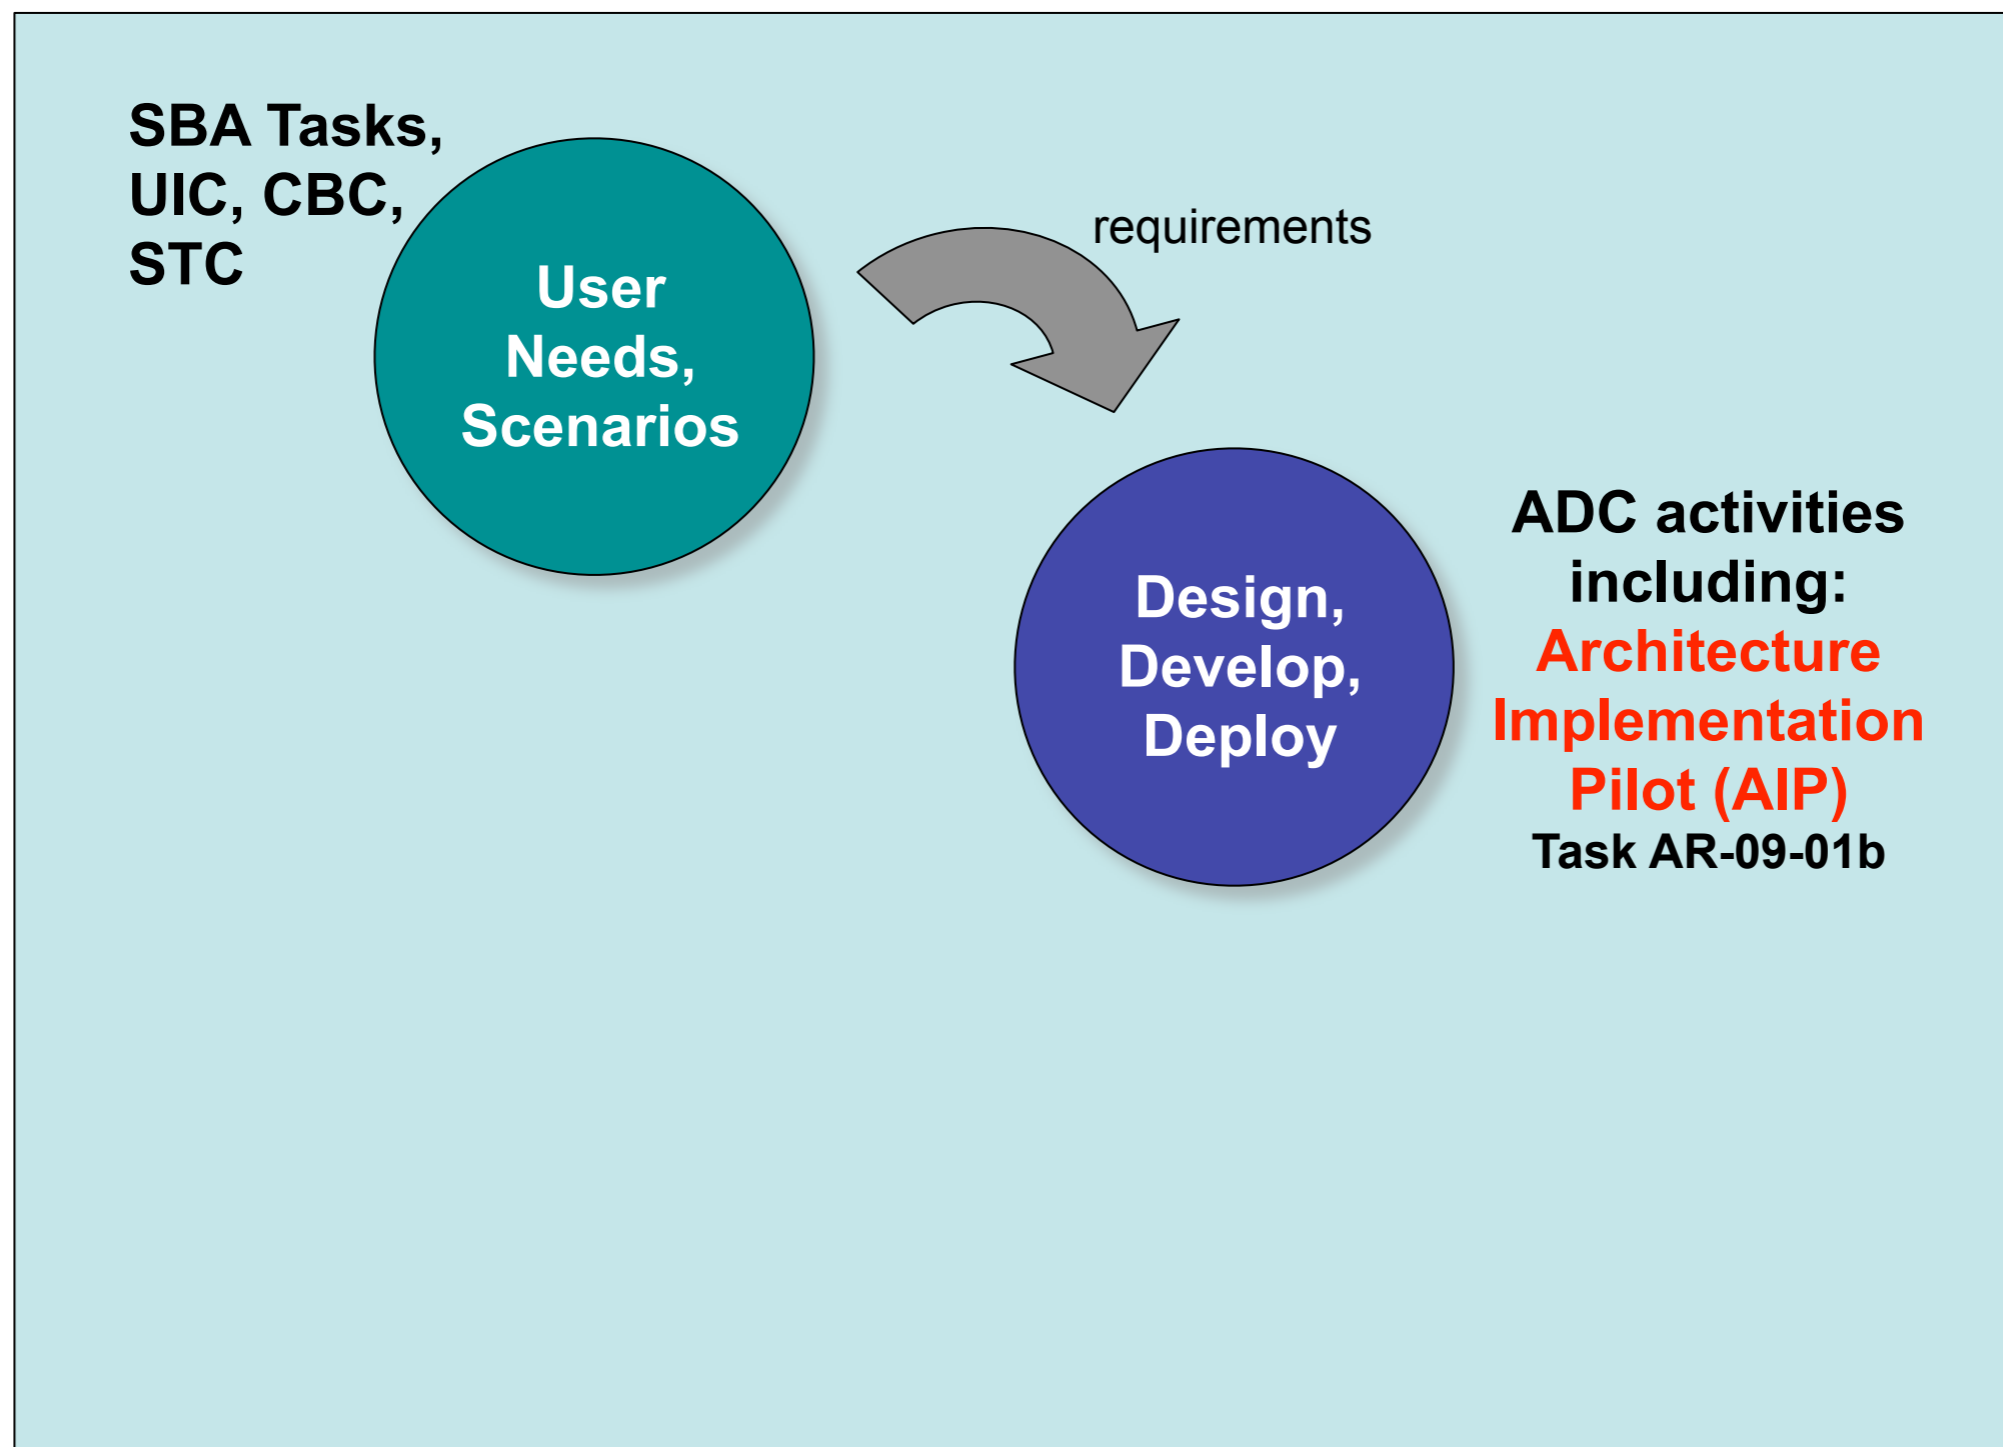 SBA Tasks,
UIC, CBC,
STC
User
Needs,
Scenarios
requirements
Design,
Develop,
Deploy
ADC activities
including:
Architecture
Implementation
Pilot (AIP)
Task AR-09-01b